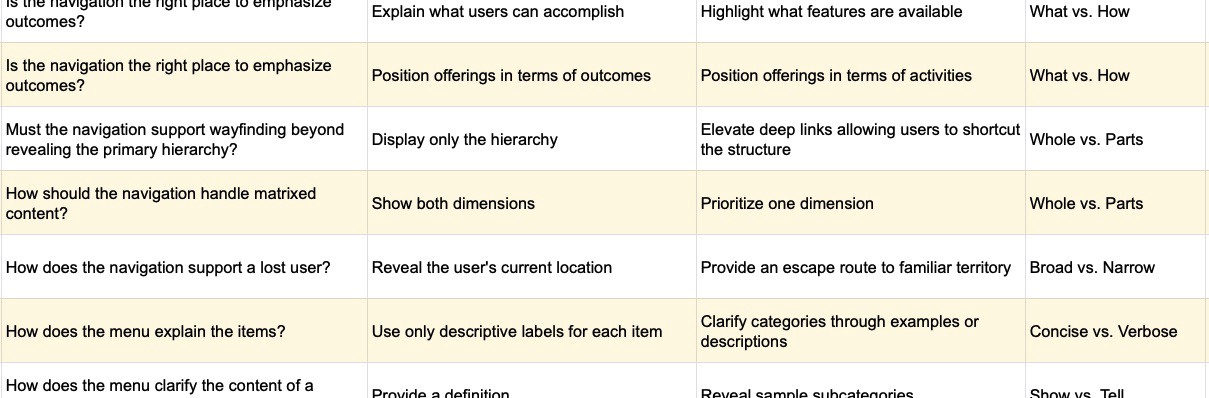 Is the navigation the right place to emphasize
outcomes?
Explain what users can accomplish
Highlight what features are available
What vs. How
Is the navigation the right place to emphasize
outcomes?
Position offerings in terms of outcomes
Position offerings in terms of activities
What vs. How
Must the navigation support wayfinding beyond
revealing the primary hierarchy?
Display only the hierarchy
Elevate deep links allowing users to shortcut
the structure
Whole vs. Parts
How should the navigation handle matrixed
content?
Show both dimensions
Prioritize one dimension
Whole vs. Parts
How does the navigation support a lost user?
Reveal the user's current location
Provide an escape route to familiar territory
Broad vs. Narrow
How does the menu explain the items?
Use only descriptive labels for each item
Clarify categories through examples or
descriptions
Concise vs. Verbose
How does the menu clarify the content of a
Provide a definition
Reveal sample subcategories
Show vs. Tell